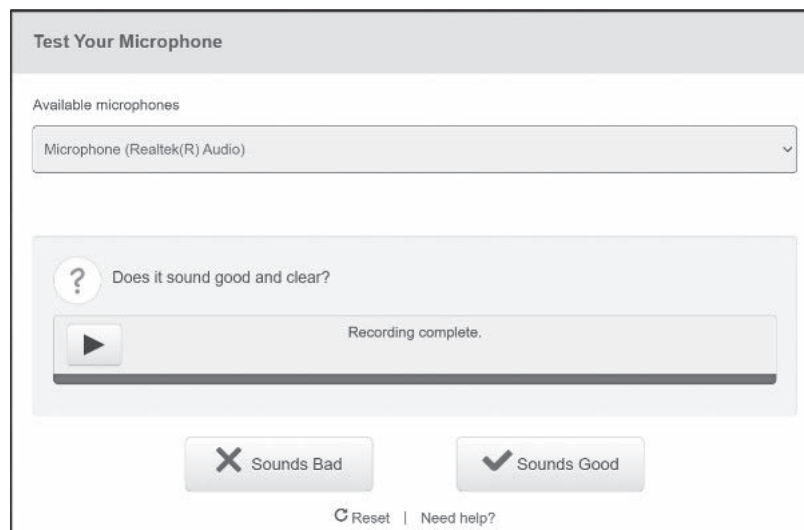 Test Your Microphone
Available microphones
Microphone (Realtek(R) Audio)
? Does it sound good and clear?
Recording complete.
Sounds Bad Sounds Good
Reset | Need help?